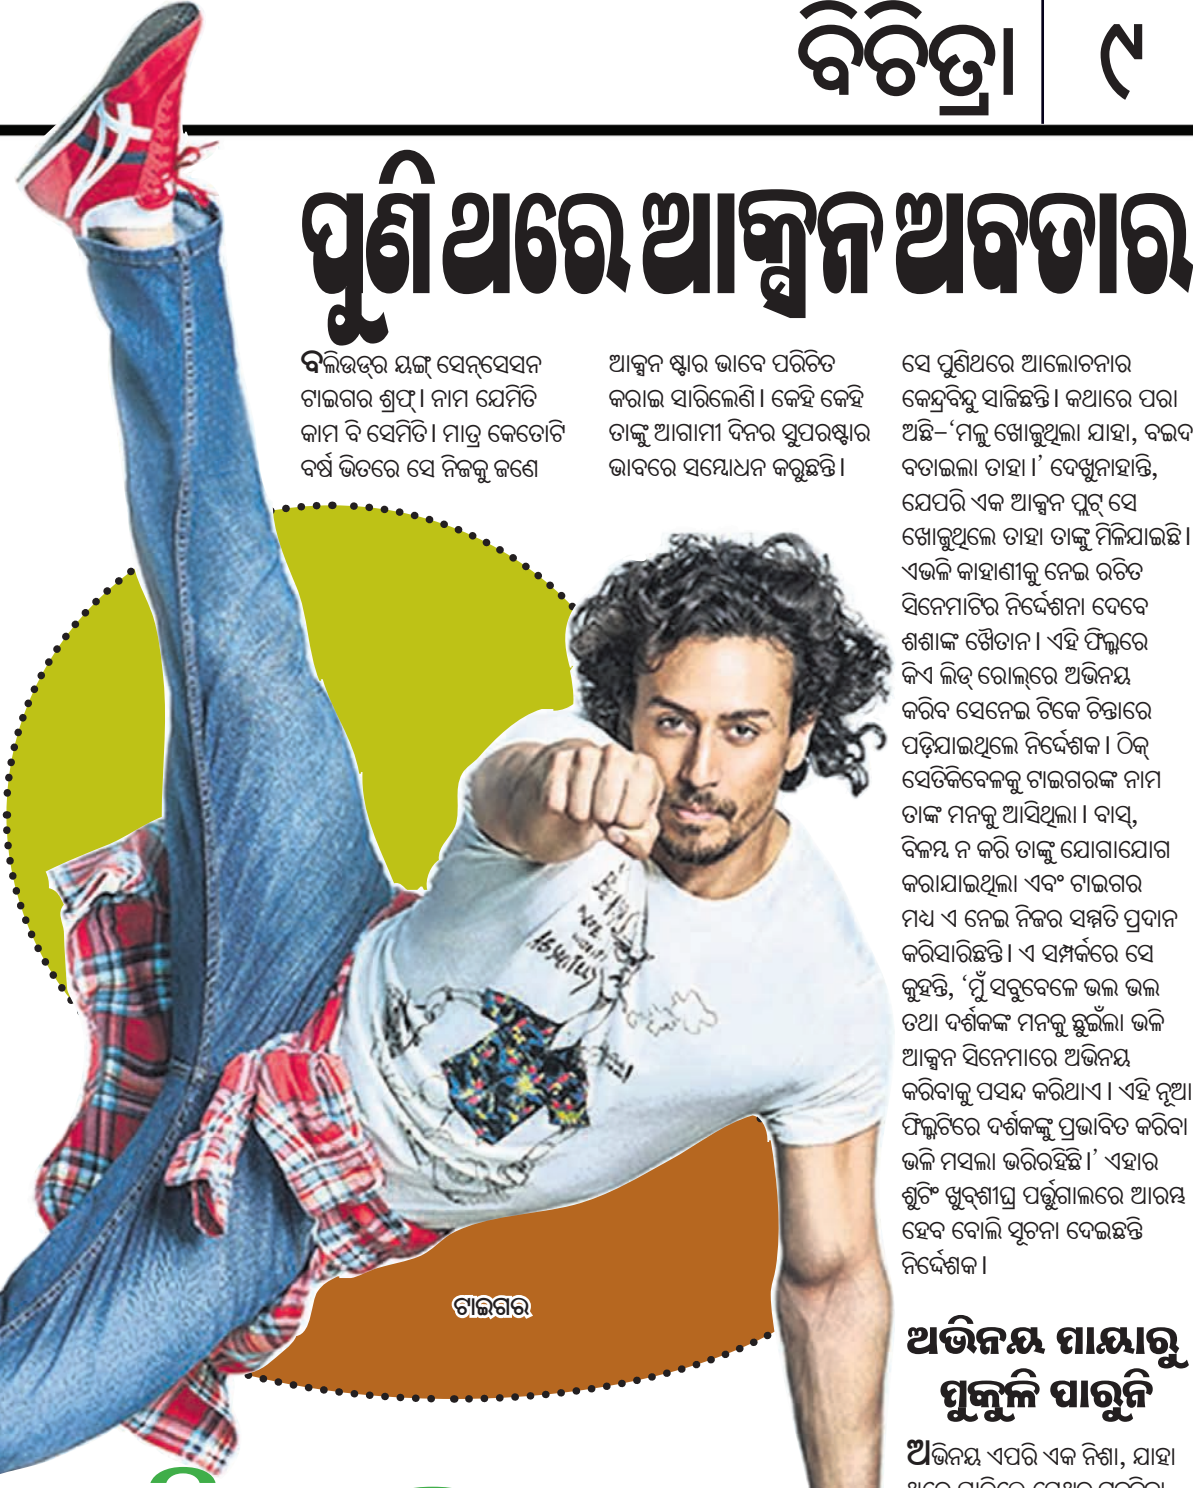 ବିଚିତ୍ରା
୯
ପୁଣି ଥରେ ଆକ୍ସନ ଅବତାର
ବଲିଉଡ୍‌ର ୟଙ୍ଗ୍ ସେନ୍‌ସେସନ
ଟାଇଗର ଶ୍ରଫ୍। ନାମ ଯେମିତି
କାମ ବି ସେମିତି। ମାତ୍ର କେତୋଟି
ବର୍ଷ ଭିତରେ ସେ ନିଜକୁ ଜଣେ
ଆକ୍ସନ ଷ୍ଟାର ଭାବେ ପରିଚିତ
କରାଇ ସାରିଲେଣି। କେହି କେହି
ତାଙ୍କୁ ଆଗାମୀ ଦିନର ସୁପରଷ୍ଟାର
ଭାବରେ ସମ୍ବୋଧନ କରୁଛନ୍ତି।
ସେ ପୁଣିଥରେ ଆଲୋଚନାର
କେନ୍ଦ୍ରବିନ୍ଦୁ ସାଜିଛନ୍ତି। କଥାରେ ପରା
ଅଛି–‘ମଳୁ ଖୋଜୁଥିଲା ଯାହା, ବଇଦ
ବତାଇଲା ତାହା।’ ଦେଖୁନାହାନ୍ତି,
ଯେପରି ଏକ ଆକ୍ସନ ପ୍ଲଟ୍ ସେ
ଖୋଜୁଥିଲେ ତାହା ତାଙ୍କୁ ମିଳିଯାଇଛି।
ଏଭଳି କାହାଣୀକୁ ନେଇ ରଚିତ
ସିନେମାଟିର ନିର୍ଦ୍ଦେଶନା ଦେବେ
ଶଶାଙ୍କ ଖୈତାନ। ଏହି ଫିଲ୍ମରେ
କିଏ ଲିଡ୍ ରୋଲ୍‌ରେ ଅଭିନୟ
କରିବ ସେନେଇ ଟିକେ ଚିନ୍ତାରେ
ପଡ଼ିଯାଇଥିଲେ ନିର୍ଦ୍ଦେଶକ। ଠିକ୍
ସେତିକିବେଳକୁ ଟାଇଗରଙ୍କ ନାମ
ତାଙ୍କ ମନକୁ ଆସିଥିଲା। ବାସ୍,
ବିଳମ୍ବ ନ କରି ତାଙ୍କୁ ଯୋଗାଯୋଗ
କରାଯାଇଥିଲା ଏବଂ ଟାଇଗର
ମଧ୍ୟ ଏ ନେଇ ନିଜର ସମ୍ମତି ପ୍ରଦାନ
କରିସାରିଛନ୍ତି। ଏ ସମ୍ପର୍କରେ ସେ
କୁହନ୍ତି, ‘ମୁଁ ସବୁବେଳେ ଭଲ ଭଲ
ତଥା ଦର୍ଶକଙ୍କ ମନକୁ ଛୁଇଁଲା ଭଳି
ଆକ୍ସନ ସିନେମାରେ ଅଭିନୟ
କରିବାକୁ ପସନ୍ଦ କରିଥାଏ। ଏହି ନୂଆ
ଫିଲ୍ମଟିରେ ଦର୍ଶକଙ୍କୁ ପ୍ରଭାବିତ କରିବା
ଭଳି ମସଲା ଭରିରହିଛି।’ ଏହାର
ଶୁଟିଂ ଖୁବ୍‌ଶୀଘ୍ର ପର୍ତ୍ତୁଗାଲରେ ଆରମ୍ଭ
ହେବ ବୋଲି ସୂଚନା ଦେଇଛନ୍ତି
ନିର୍ଦ୍ଦେଶକ।
ଟାଇଗର
ଅଭିନୟ ମାୟାରୁ
ମୁକୁଳି ପାରୁନି
ଅଭିନୟ ଏପରି ଏକ ନିଶା, ଯାହା